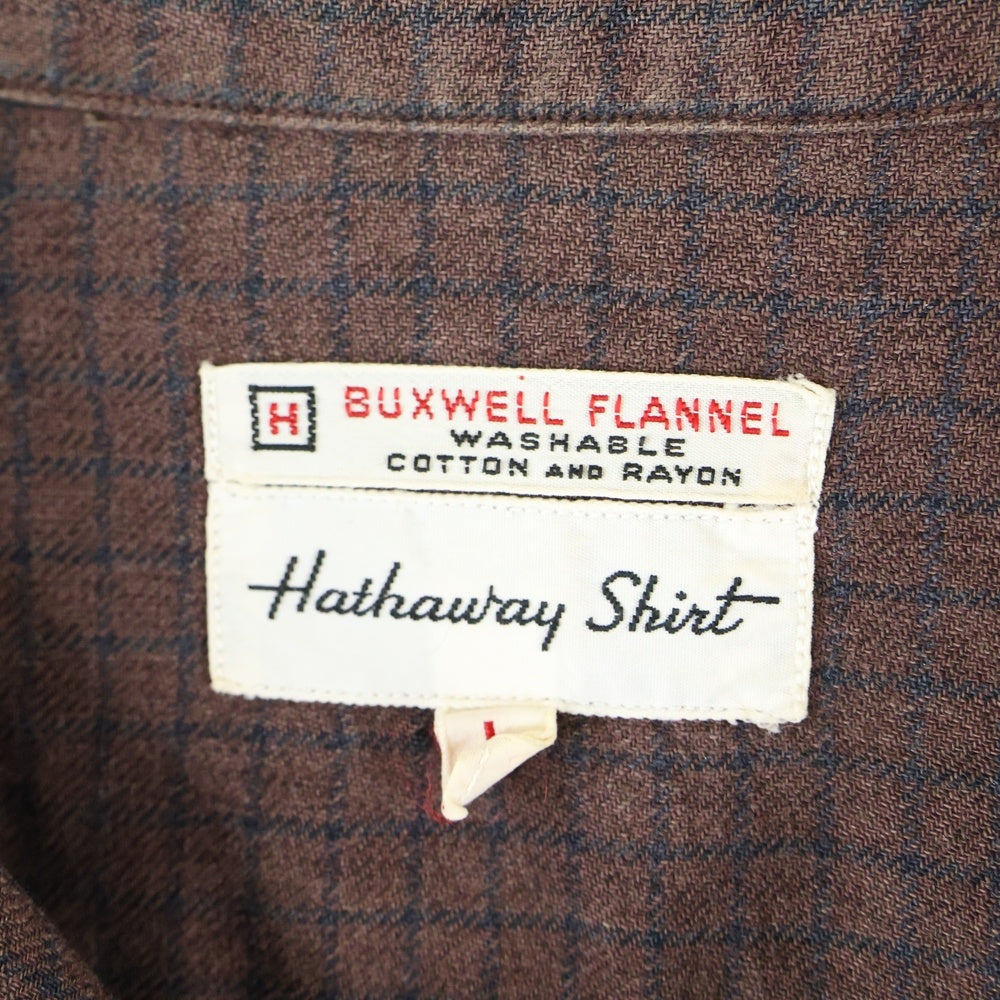 H BUXWELL FLANNEL
WASHABLE
COTTON AND RAYON
Hathaway Shirt